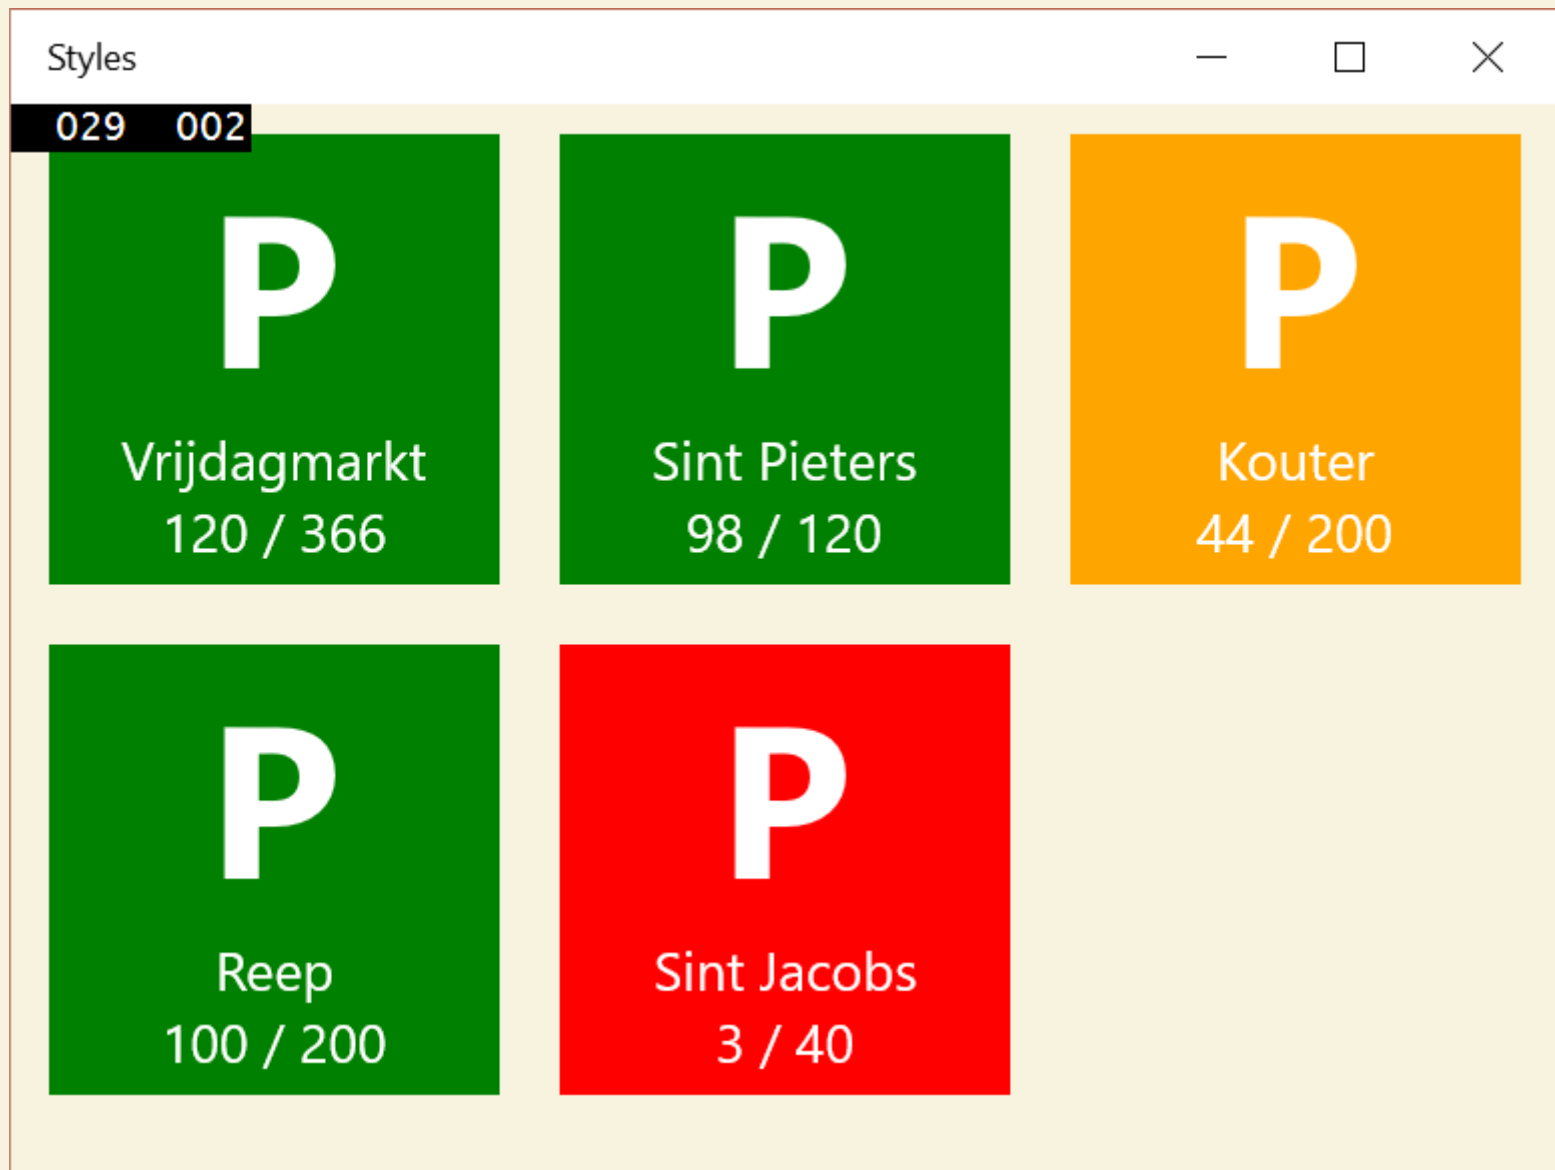 Styles
029 002
P
Vrijdagmarkt
120 / 366
P
Sint Pieters
98 / 120
P
Kouter
44 / 200
P
Reep
100 / 200
P
Sint Jacobs
3 / 40